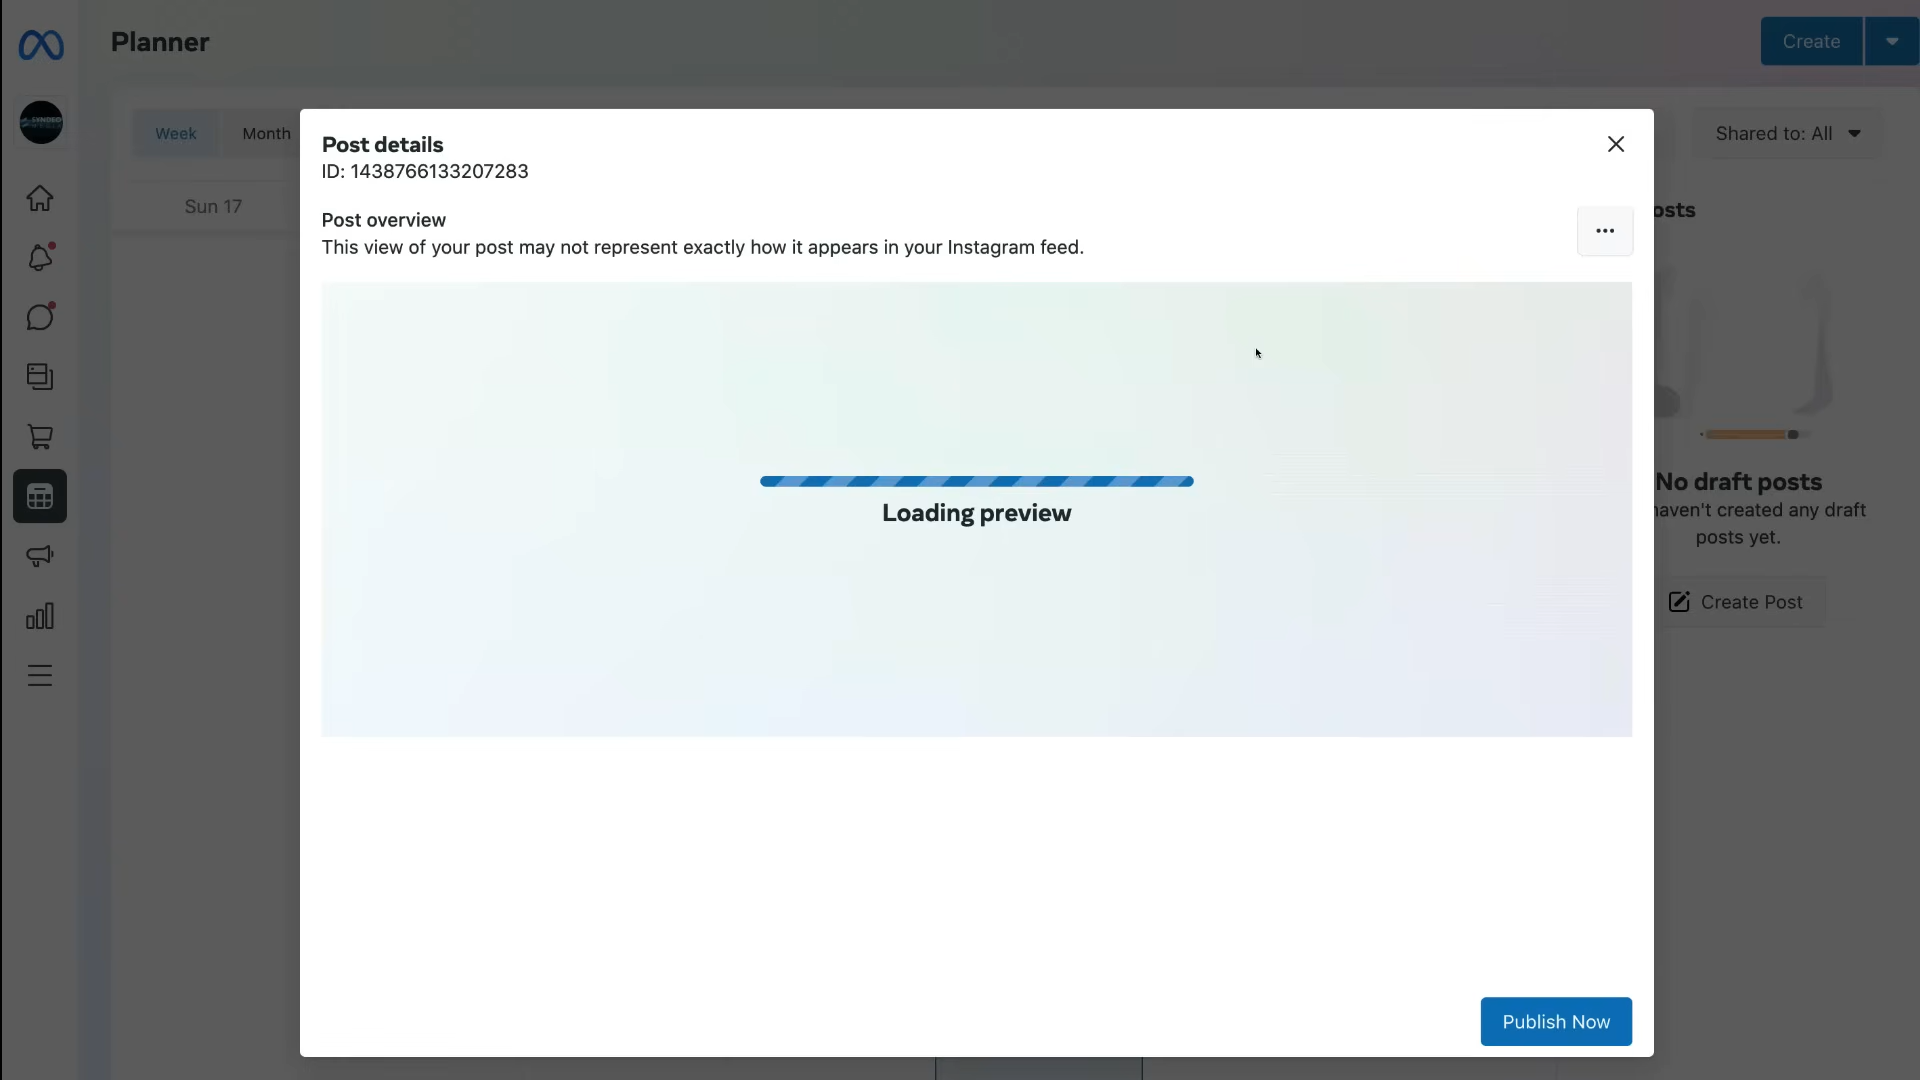 Planner
Create
Week
Month
Shared to: All
Sun 17
Post details
ID: 1438766133207283
Post overview
This view of your post may not represent exactly how it appears in your Instagram feed.
...
osts
Loading preview
No draft posts
haven't created any draft
posts yet.
Create Post
Publish Now